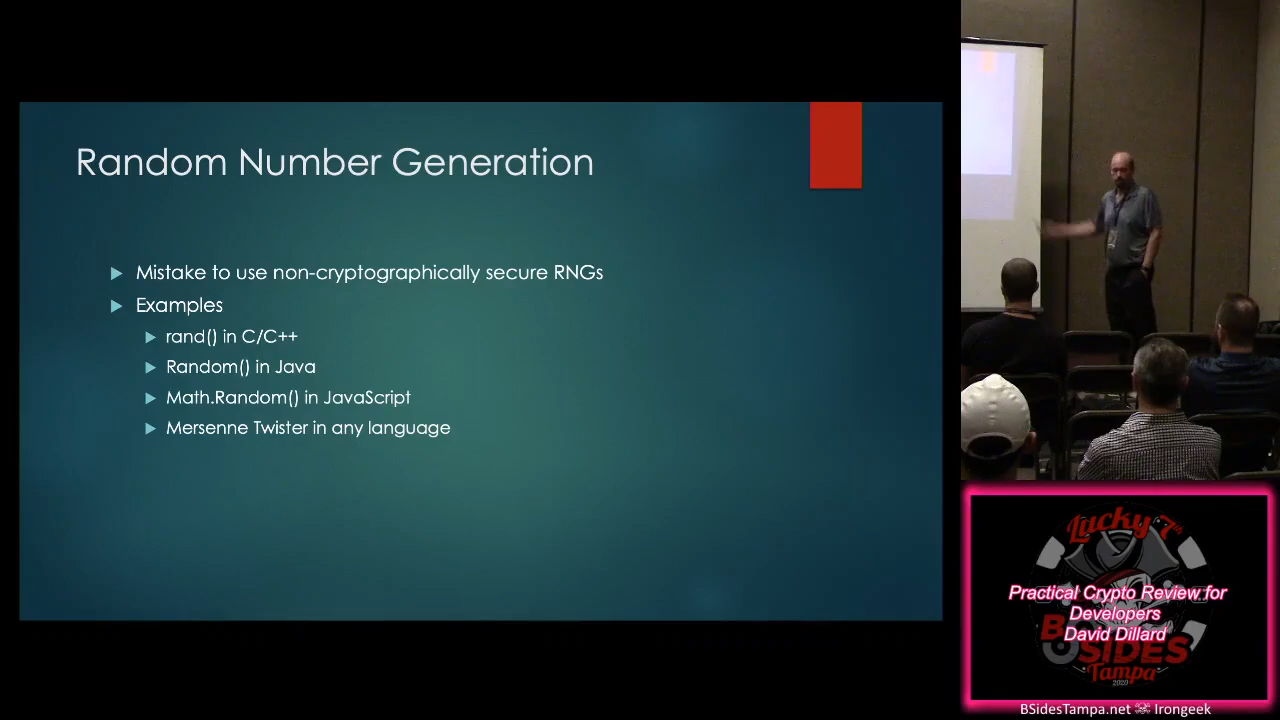 Random Number Generation
Mistake to use non-cryptographically secure RNGs
Examples
rand() in C/C++
Random() in Java
Math.Random() in JavaScript
Mersenne Twister in any language
Lucky 7th
Practical Crypto Review for
Developers
David Dillard
BSIDES
Tampa
2020
BSidesTampa.net Irongeek